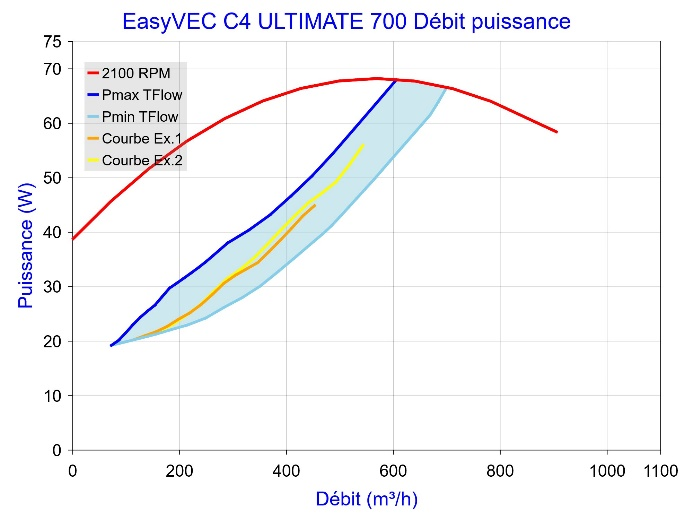 EasyVEC C4 ULTIMATE 700 Débit puissance
75
70
60
50
40
30
20
10
0
Puissance (W)
2100 RPM
Pmax TFlow
Pmin TFlow
Courbe Ex.1
Courbe Ex.2
0 200 400 600 800 1000 1100
Débit (m³/h)